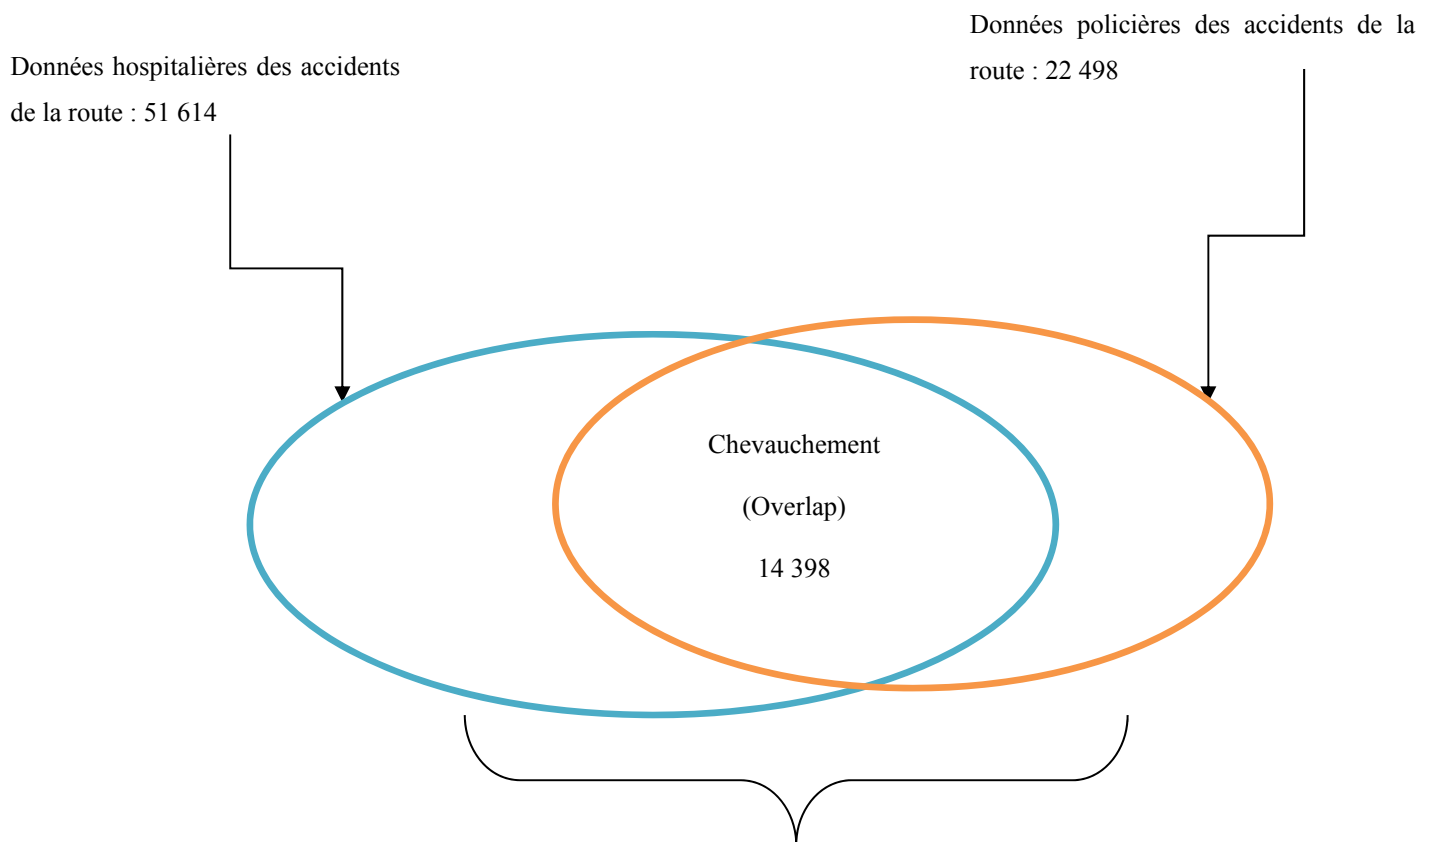 Données hospitalières des accidents
de la route : 51 614
Données policières des accidents de la
route : 22 498
Chevauchement
(Overlap)
14 398